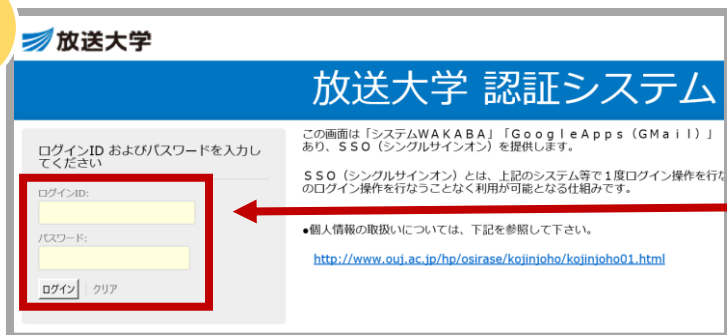 放送大学
放送大学 認証システム
ログインID およびパスワードを入力し
てください
ログインID:
パスワード:
ログイン クリア
この画面は「システムWAKABA」「GoogleApps(GMail)」
あり、SSO(シングルサインオン)を提供します。
SSO(シングルサインオン)とは、上記のシステム等で1度ログイン操作を行な
のログイン操作を行なうことなく利用が可能となる仕組みです。
●個人情報の取扱いについては、下記を参照して下さい。
http://www.ouj.ac.jp/hp/osirase/kojinjoho/kojinjoho01.html